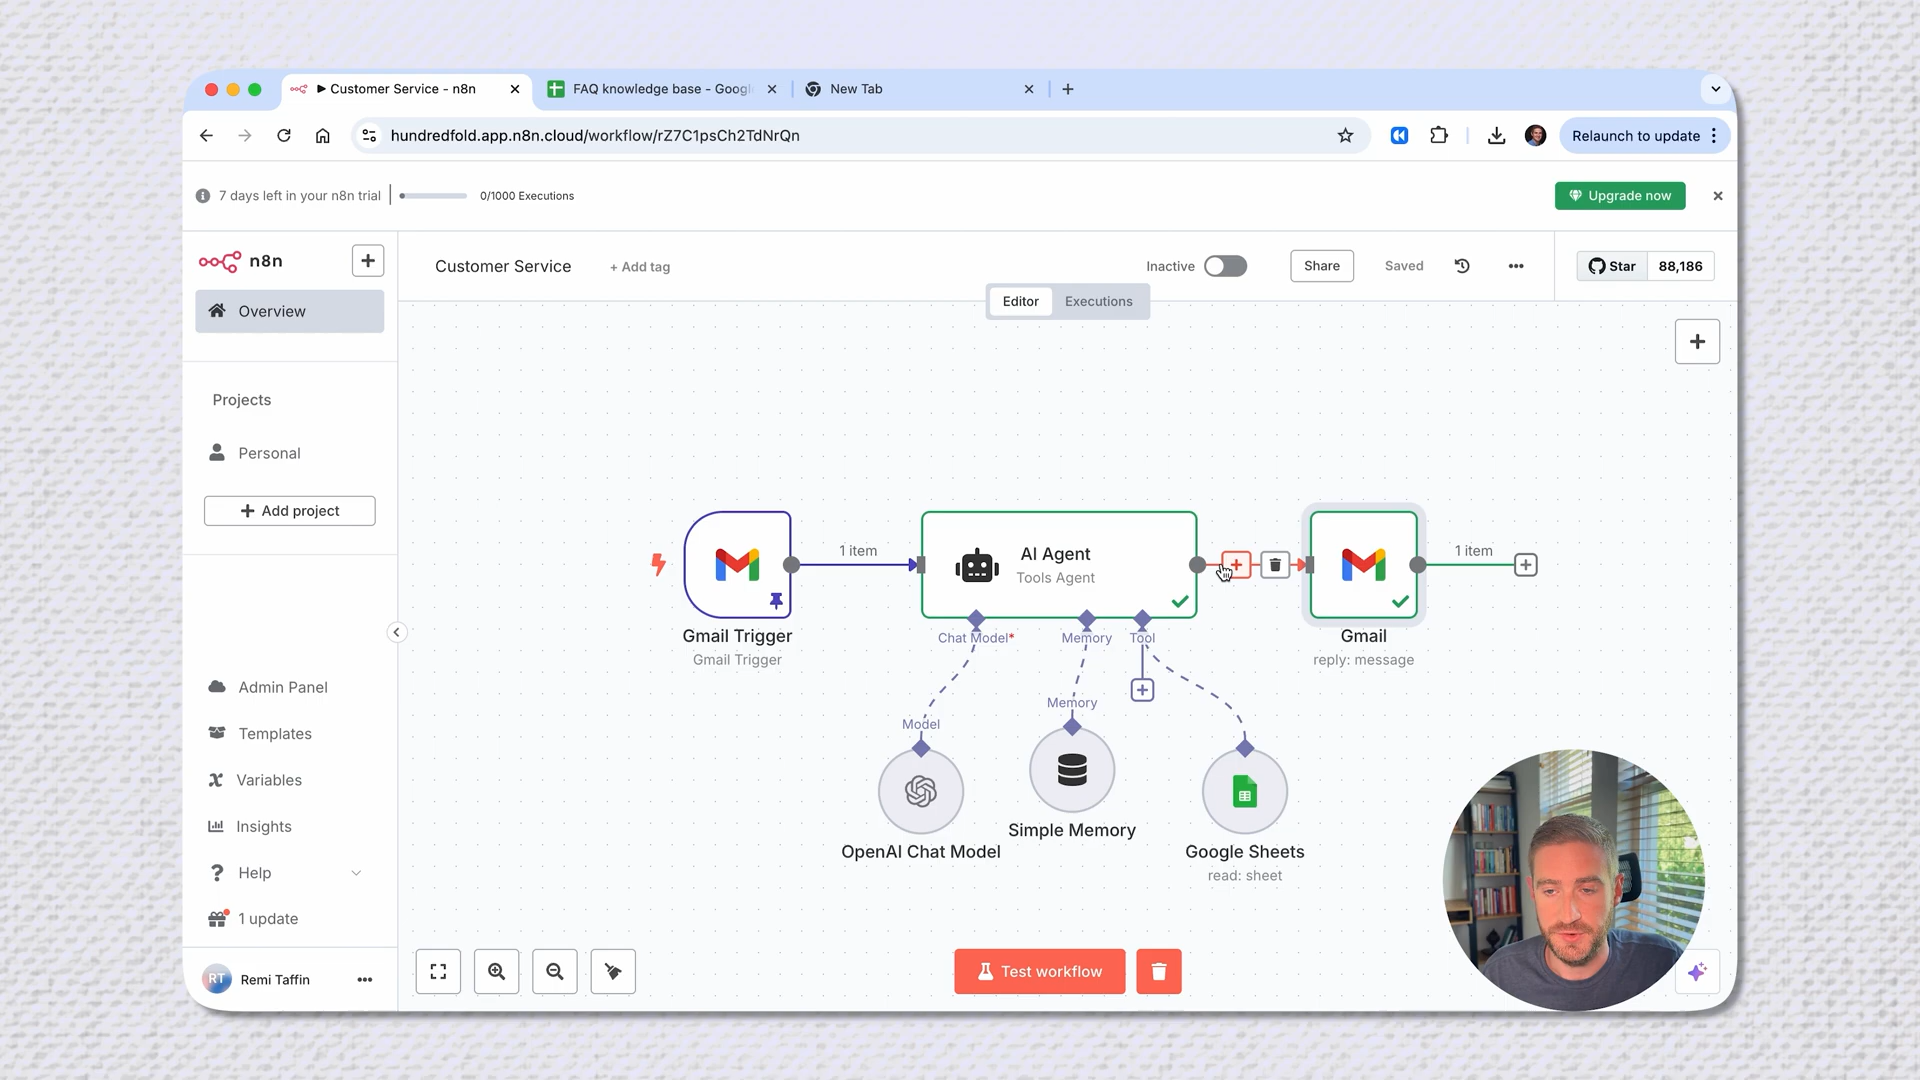 Customer Service - n8n
FAQ knowledge base - Googl
New Tab
hundredfold.app.n8n.cloud/workflow/rZ7C1psCh2TdNrQn
Relaunch to update
7 days left in your n8n trial
0/1000 Executions
Upgrade now
n8n
Customer Service
+ Add tag
Inactive
Share
Saved
Star
88,186
Overview
Editor
Executions
Projects
Personal
Add project
1 item
AI Agent
Tools Agent
1 item
Gmail Trigger
Gmail Trigger
Chat Model*
Memory
Tool
Gmail
reply: message
Memory
Model
Admin Panel
Templates
Variables
Insights
Help
1 update
Simple Memory
OpenAI Chat Model
Google Sheets
read: sheet
RT
Remi Taffin
Test workflow